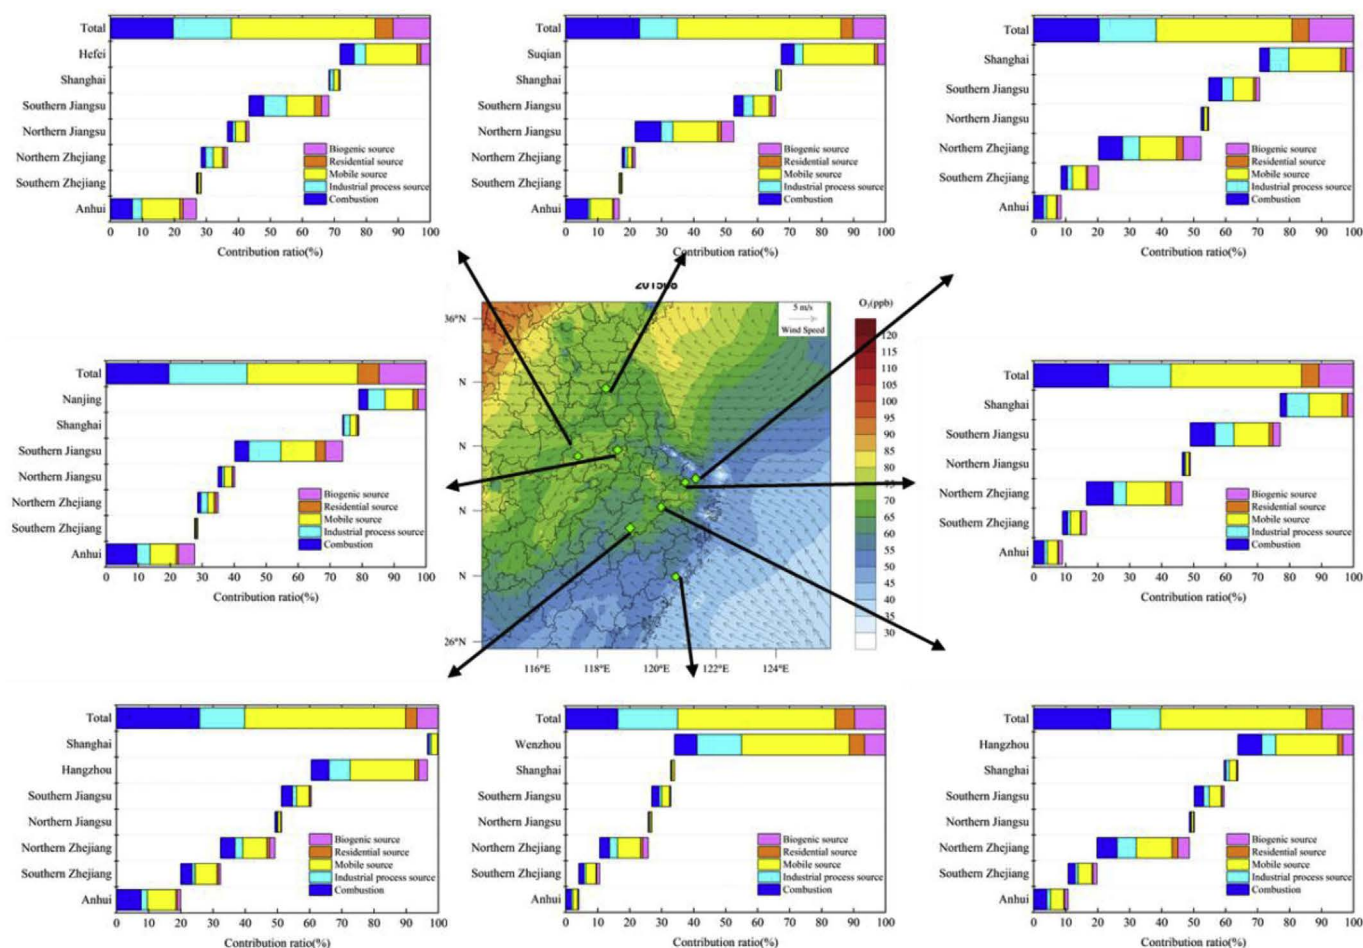 Total
Hefei
Shanghai
Southern Jiangsu
Northern Jiangsu
Northern Zhejiang
Southern Zhejiang
Anhui
Biogenic source
Residential source
Mobile source
Industrial process source
Combustion
0 10 20 30 40 50 60 70 80 90 100
Contribution ratio(%)
Total
Suqian
Shanghai
Southern Jiangsu
Northern Jiangsu
Northern Zhejiang
Southern Zhejiang
Anhui
Biogenic source
Residential source
Mobile source
Industrial process source
Combustion
0 10 20 30 40 50 60 70 80 90 100
Contribution ratio(%)
Total
Shanghai
Southern Jiangsu
Northern Jiangsu
Northern Zhejiang
Southern Zhejiang
Anhui
Biogenic source
Residential source
Mobile source
Industrial process source
Combustion
0 10 20 30 40 50 60 70 80 90 100
Contribution ratio(%)
Total
Nanjing
Shanghai
Southern Jiangsu
Northern Jiangsu
Northern Zhejiang
Southern Zhejiang
Anhui
Biogenic source
Residential source
Mobile source
Industrial process source
Combustion
0 10 20 30 40 50 60 70 80 90 100
Contribution ratio(%)
201508
5 m/s
Wind Speed
O₃(ppb)
36°N
N
N
N
N
26°N
116°E 118°E 120°E 122°E 124°E
120
115
110
105
100
95
90
85
80
75
70
65
60
55
50
45
40
35
30
Total
Shanghai
Southern Jiangsu
Northern Jiangsu
Northern Zhejiang
Southern Zhejiang
Anhui
Biogenic source
Residential source
Mobile source
Industrial process source
Combustion
0 10 20 30 40 50 60 70 80 90 100
Contribution ratio(%)
Total
Shanghai
Hangzhou
Southern Jiangsu
Northern Jiangsu
Northern Zhejiang
Southern Zhejiang
Anhui
Biogenic source
Residential source
Mobile source
Industrial process source
Combustion
0 10 20 30 40 50 60 70 80 90 100
Contribution ratio(%)
Total
Wenzhou
Shanghai
Southern Jiangsu
Northern Jiangsu
Northern Zhejiang
Southern Zhejiang
Anhui
Biogenic source
Residential source
Mobile source
Industrial process source
Combustion
0 10 20 30 40 50 60 70 80 90 100
Contribution ratio(%)
Total
Hangzhou
Shanghai
Southern Jiangsu
Northern Jiangsu
Northern Zhejiang
Southern Zhejiang
Anhui
Biogenic source
Residential source
Mobile source
Industrial process source
Combustion
0 10 20 30 40 50 60 70 80 90 100
Contribution ratio(%)